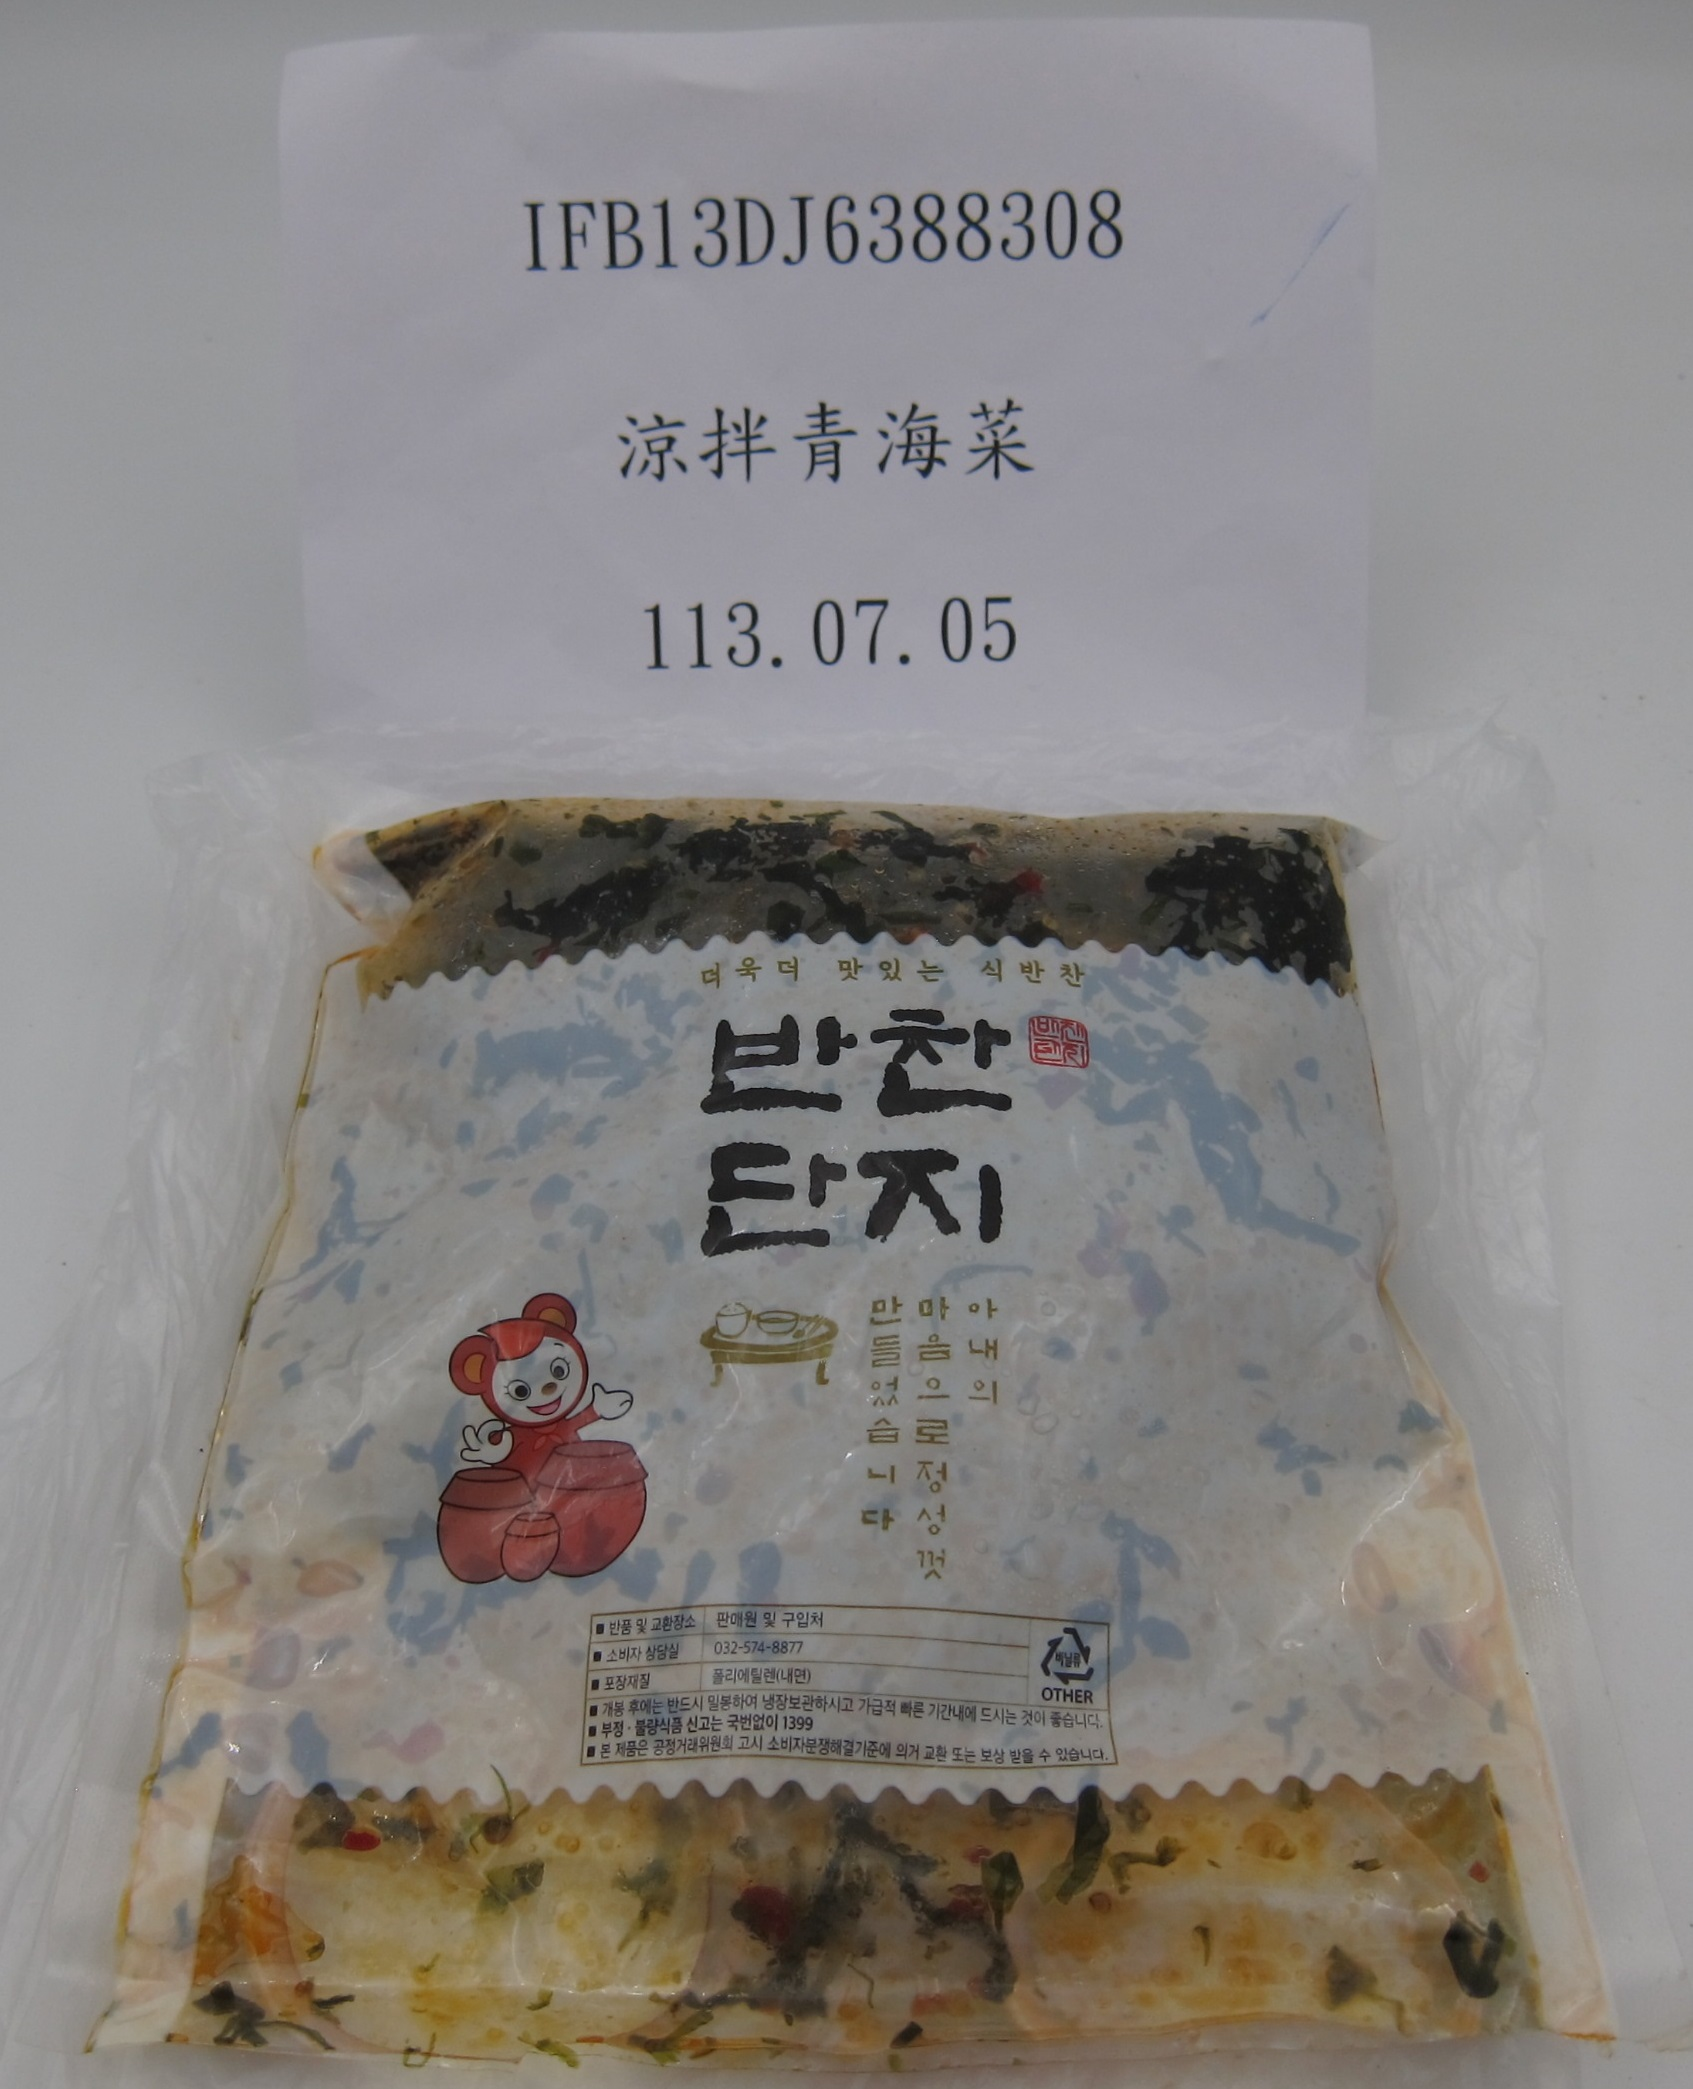 IFB13DJ6388308
涼拌青海菜
113.07.05
더욱더 맛있는 식반찬
반찬
단지
반찬
단지
아내의
마음으로정성껏
만들었습니다
■ 반품 및 교환장소 판매원 및 구입처
■ 소비자 상담실 032-574-8877
■ 포장재질 폴리에틸렌(내면)
비닐류
OTHER
■ 개봉 후에는 반드시 밀봉하여 냉장보관하시고 가급적 빠른 기간내에 드시는 것이 좋습니다.
■ 부정·불량식품 신고는 국번없이 1399
■ 본 제품은 공정거래위원회 고시 소비자분쟁해결기준에 의거 교환 또는 보상 받을 수 있습니다.